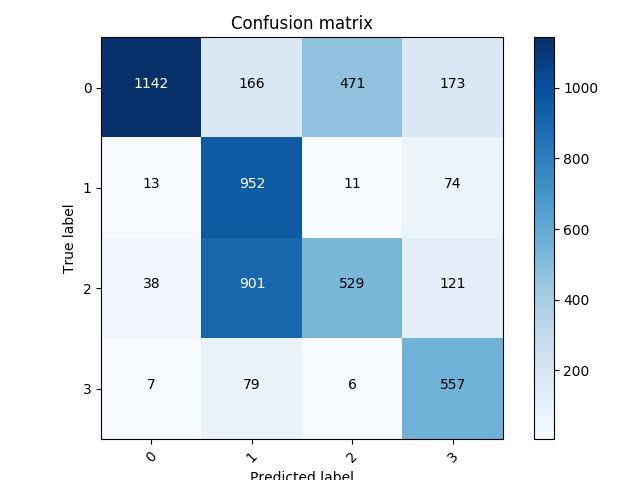 Confusion matrix
0 1142 166 471 173
1 13 952 11 74
2 38 901 529 121
3 7 79 6 557
0 1 2 3
True label
Predicted label
1000
800
600
400
200